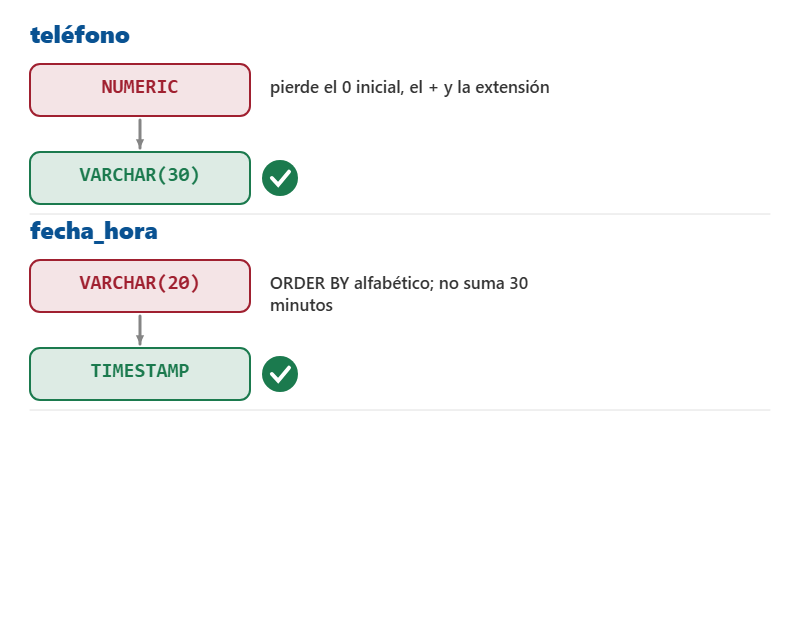 teléfono
NUMERIC
pierde el 0 inicial, el + y la extensión
VARCHAR(30)
fecha_hora
VARCHAR(20)
ORDER BY alfabético; no suma 30
minutos
TIMESTAMP